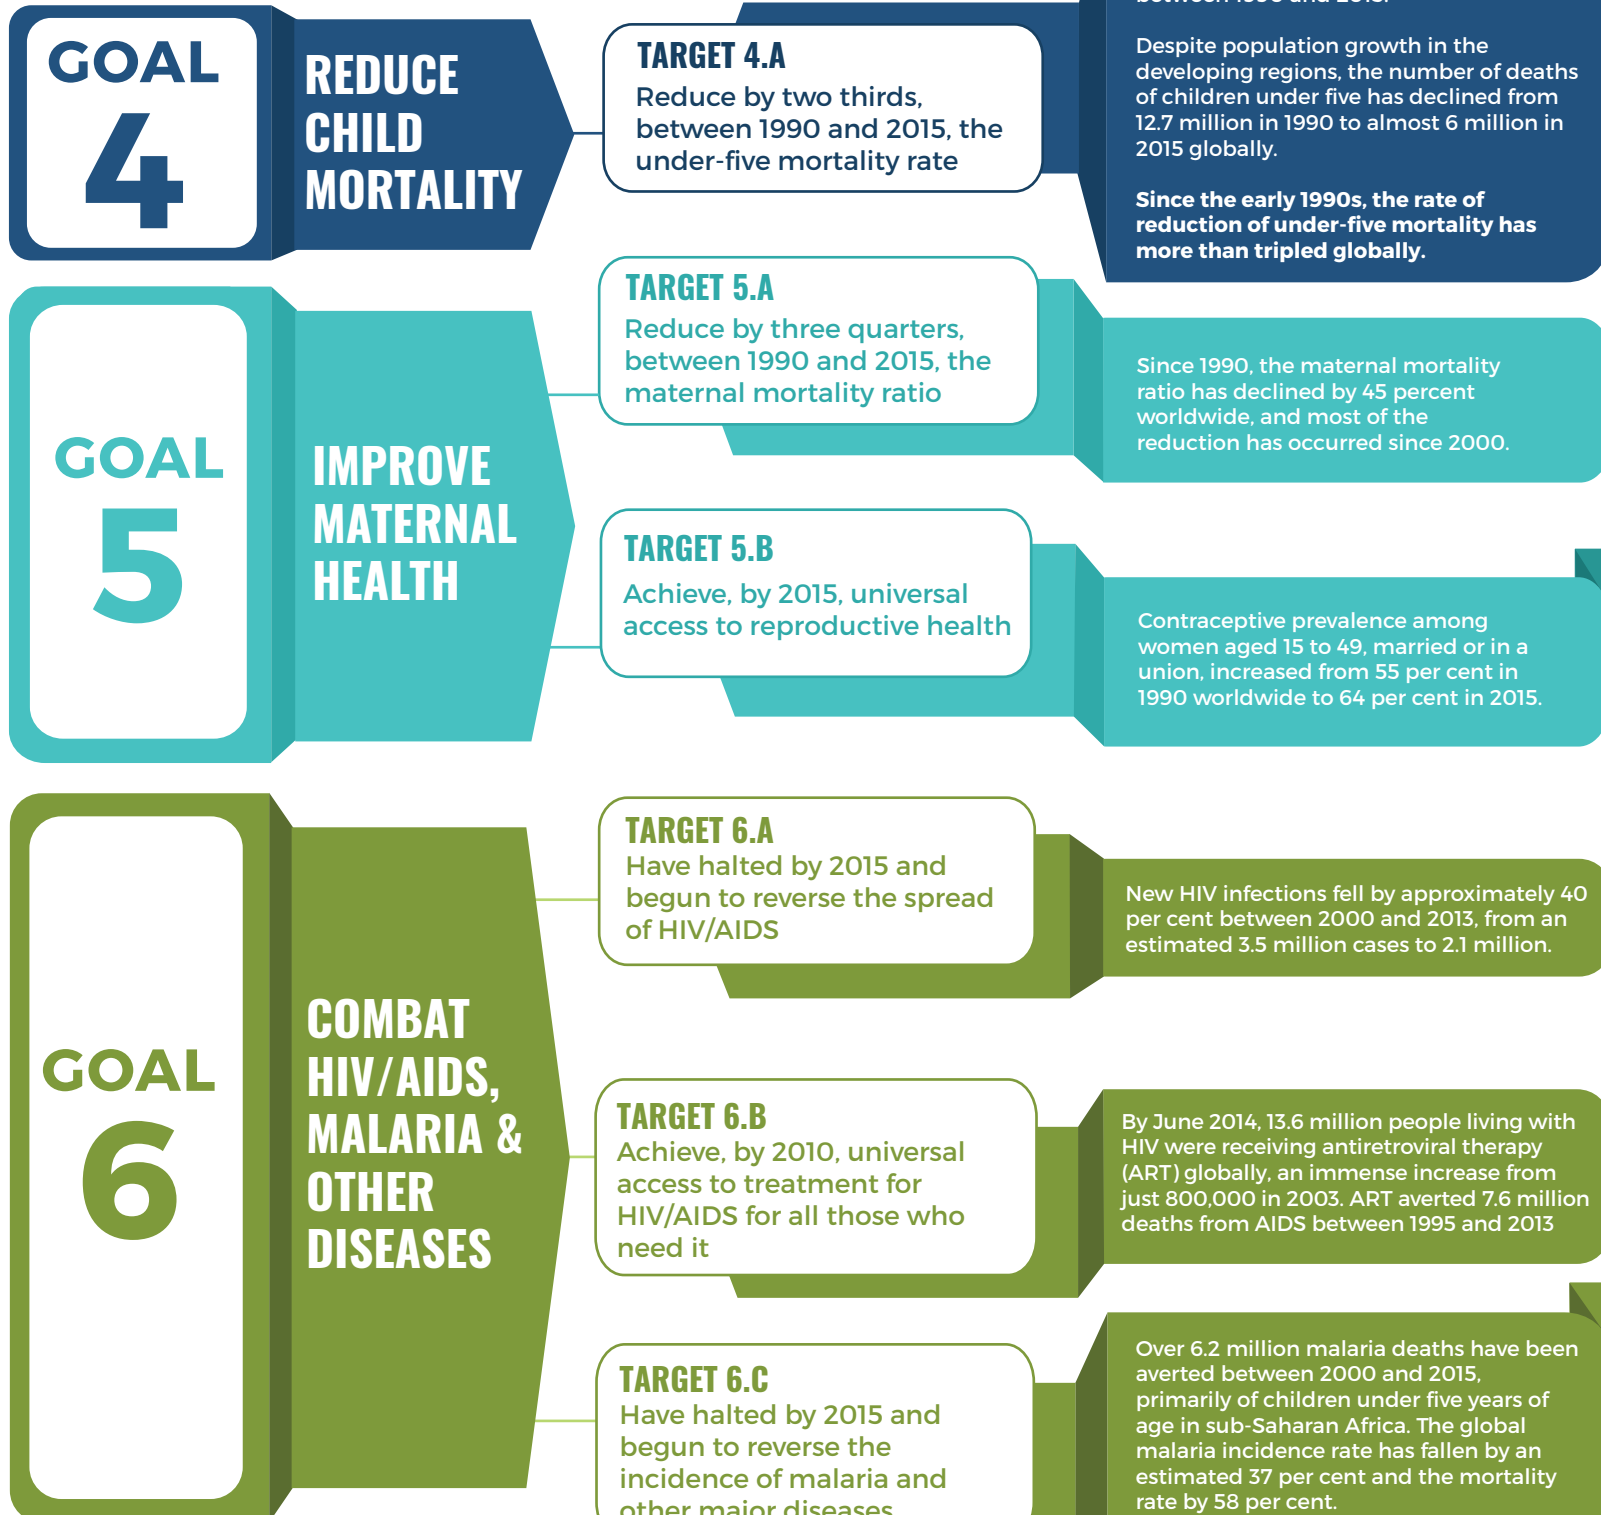 between 1990 and 2015.
GOAL
4
REDUCE
CHILD
MORTALITY
TARGET 4.A
Reduce by two thirds,
between 1990 and 2015, the
under-five mortality rate
Despite population growth in the
developing regions, the number of deaths
of children under five has declined from
12.7 million in 1990 to almost 6 million in
2015 globally.
Since the early 1990s, the rate of
reduction of under-five mortality has
more than tripled globally.
GOAL
5
IMPROVE
MATERNAL
HEALTH
TARGET 5.A
Reduce by three quarters,
between 1990 and 2015, the
maternal mortality ratio
Since 1990, the maternal mortality
ratio has declined by 45 percent
worldwide, and most of the
reduction has occurred since 2000.
TARGET 5.B
Achieve, by 2015, universal
access to reproductive health
Contraceptive prevalence among
women aged 15 to 49, married or in a
union, increased from 55 per cent in
1990 worldwide to 64 per cent in 2015.
GOAL
6
COMBAT
HIV/AIDS,
MALARIA &
OTHER
DISEASES
TARGET 6.A
Have halted by 2015 and
begun to reverse the spread
of HIV/AIDS
New HIV infections fell by approximately 40
per cent between 2000 and 2013, from an
estimated 3.5 million cases to 2.1 million.
TARGET 6.B
Achieve, by 2010, universal
access to treatment for
HIV/AIDS for all those who
need it
By June 2014, 13.6 million people living with
HIV were receiving antiretroviral therapy
(ART) globally, an immense increase from
just 800,000 in 2003. ART averted 7.6 million
deaths from AIDS between 1995 and 2013
TARGET 6.C
Have halted by 2015 and
begun to reverse the
incidence of malaria and
other major diseases
Over 6.2 million malaria deaths have been
averted between 2000 and 2015,
primarily of children under five years of
age in sub-Saharan Africa. The global
malaria incidence rate has fallen by an
estimated 37 per cent and the mortality
rate by 58 per cent.